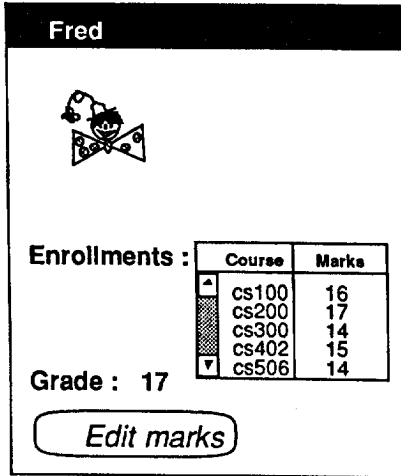 Fred
Enrollments : Course Marks
cs100 16
cs200 17
cs300 14
cs402 15
cs506 14
Grade : 17
Edit marks